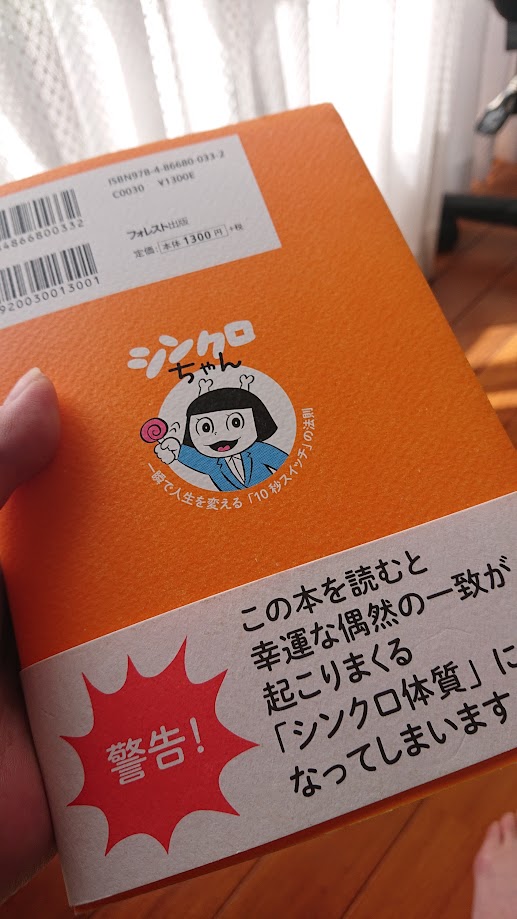 ISBN978-4-86680-033-2
C0030 ¥1300E
4866800332
920030013001
フォレスト出版
定価：本体 1300円 +税
シンクロ
ちゃん
一瞬で人生を変える「10秒スイッチ」の法則
警告！
この本を読むと
幸運な偶然の一致が
起こりまくる
「シンクロ体質」に
なってしまいます